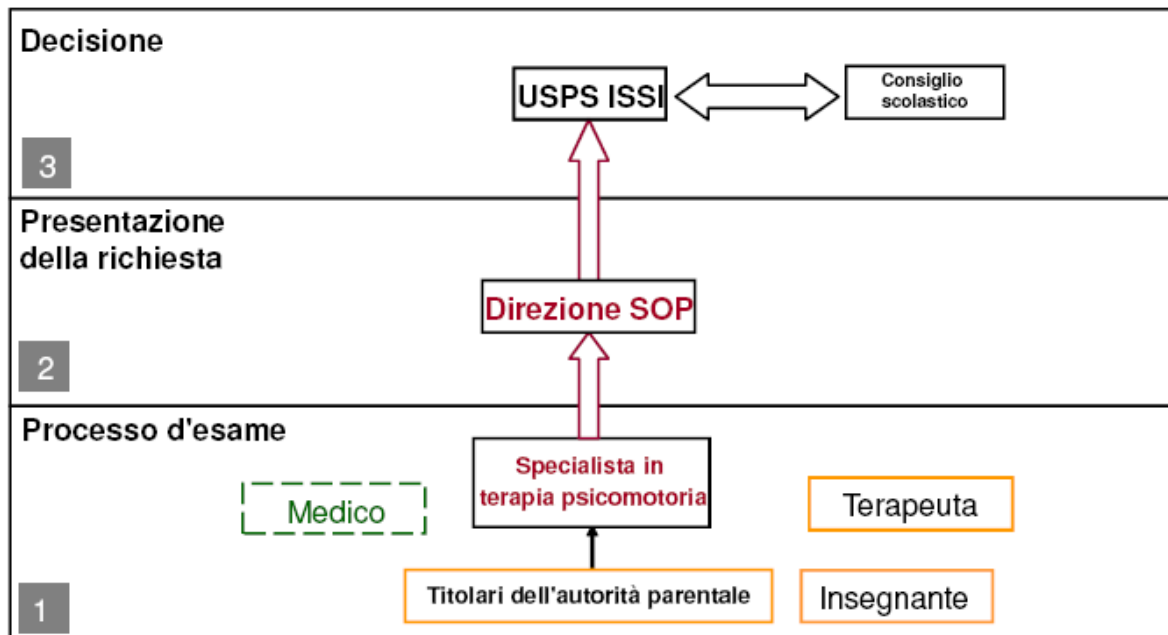 Decisione
USPS ISSI
Consiglio
scolastico
3
Presentazione
della richiesta
Direzione SOP
2
Processo d'esame
Specialista in
terapia psicomotoria
Medico
Terapeuta
Titolari dell'autorità parentale
Insegnante
1